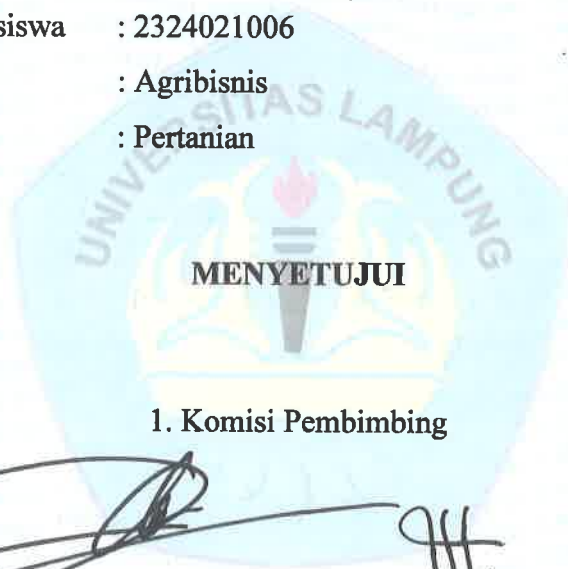 siswa : 2324021006
: Agribisnis
: Pertanian
UNIVERSITAS LAMPUNG
MENYETUJUI
1. Komisi Pembimbing